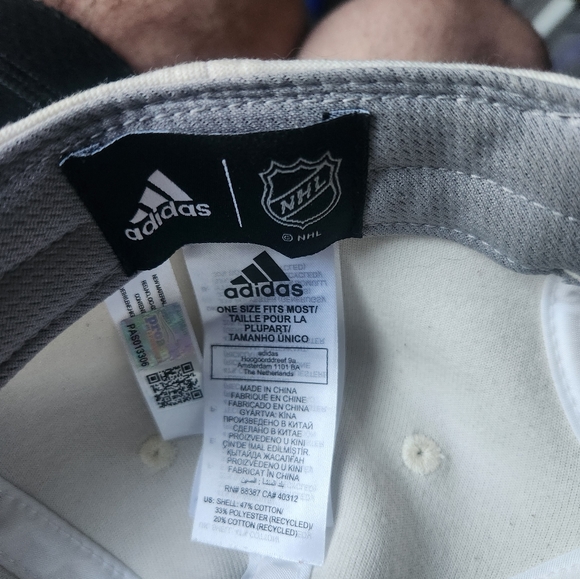 adidas
NHL
© NHL
adidas
ONE SIZE FITS MOST/
TAILLE POUR LA
PLUPART/
TAMANHO ÚNICO
adidas
Hoogoorddreef 9a
Amsterdam 1101 BA
The Netherlands
MADE IN CHINA
FABRIQUÉ EN CHINE
FABRICADO EN CHINA
GYÁRTVA: KÍNA
ПРОИЗВЕДЕНО В КИТАЙ
СДЕЛАНО В КИТАЕ
PROIZVEDENO U KINI
ÇİN'DE İMAL EDİLMİŞTİR.
ҚЫТАЙДА ЖАСАЛҒАН
PROIZVEDENO U KINI
FABRICAT ÎN CHINA
RN# 88387 CA# 40312
US: SHELL: 47% COTTON/
33% POLYESTER (RECYCLED)/
20% COTTON (RECYCLED)
PAS013306